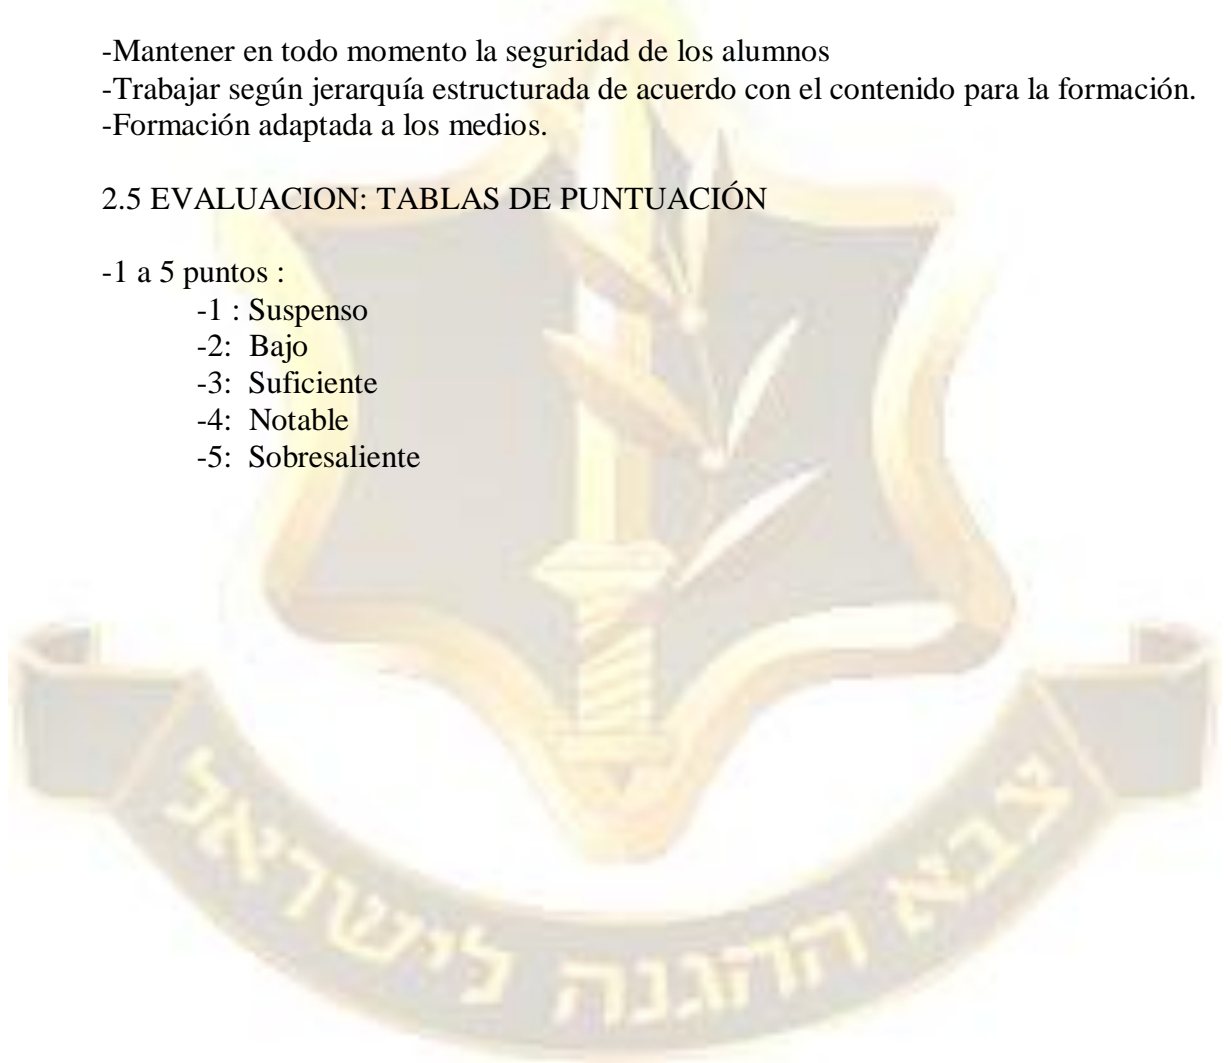 -Mantener en todo momento la seguridad de los alumnos
-Trabajar según jerarquía estructurada de acuerdo con el contenido para la formación.
-Formación adaptada a los medios.
2.5 EVALUACION: TABLAS DE PUNTUACIÓN
-1 a 5 puntos :
-1 : Suspenso
-2: Bajo
-3: Suficiente
-4: Notable
-5: Sobresaliente
צבא ההגנה לישראל